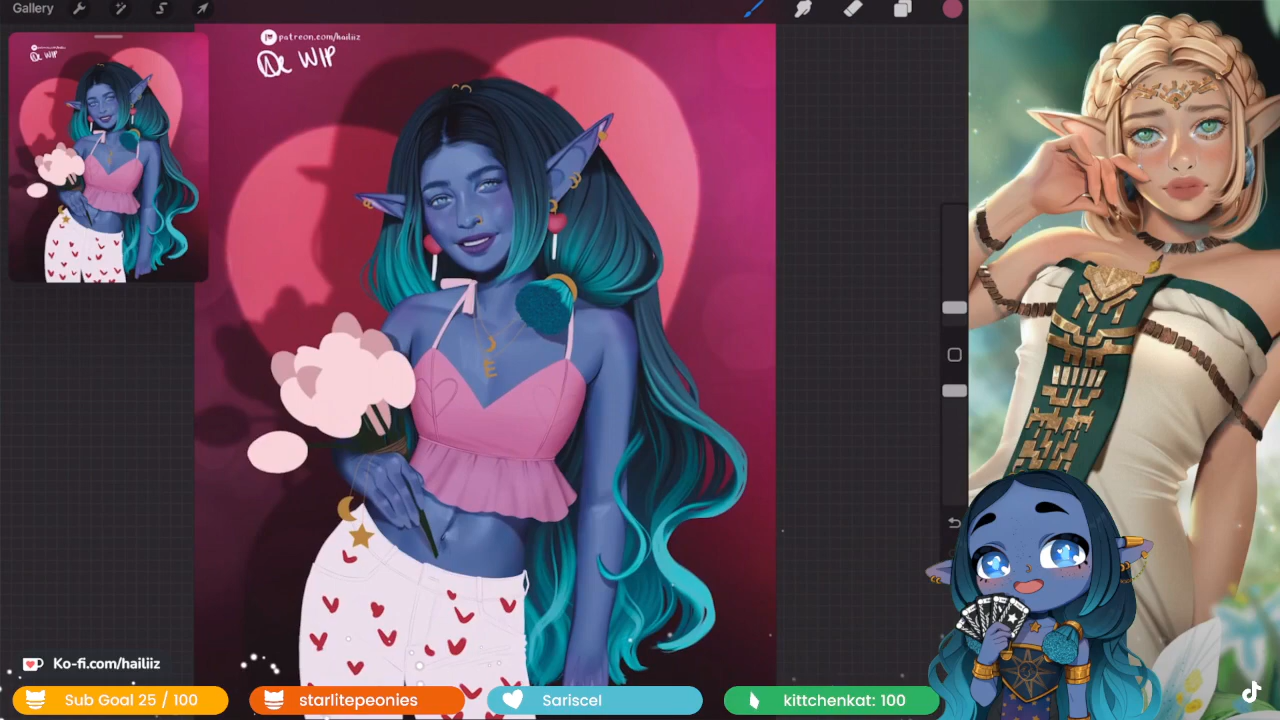 Gallery
patreon.com/hailiiz
WIP
Ko-fi.com/hailiiz
Sub Goal 25 / 100
starlitepeonies
Sariscel
kittchenkat: 100